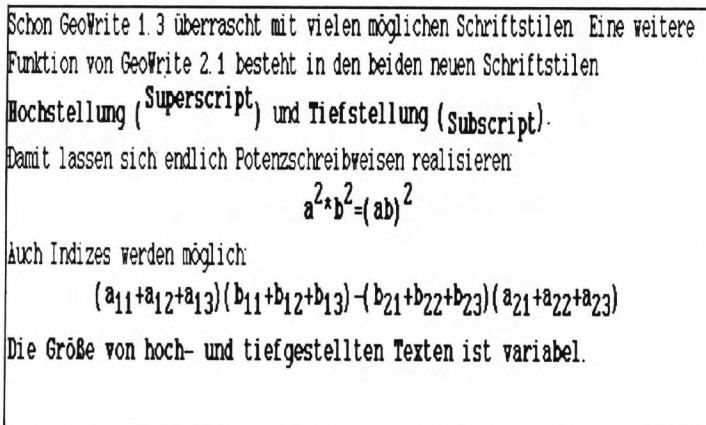 Schon GeoWrite 1.3 überrascht mit vielen möglichen Schriftstilen Eine weitere
Funktion von GeoWrite 2.1 besteht in den beiden neuen Schriftstilen
Hochstellung (Superscript) und Tiefstellung (Subscript).
Damit lassen sich endlich Potenzschreibweisen realisieren:
a²*b²=(ab)²
Auch Indizes werden möglich:
(a₁₁+a₁₂+a₁₃)(b₁₁+b₁₂+b₁₃)-(b₂₁+b₂₂+b₂₃)(a₂₁+a₂₂+a₂₃)
Die Größe von hoch- und tiefgestellten Texten ist variabel.